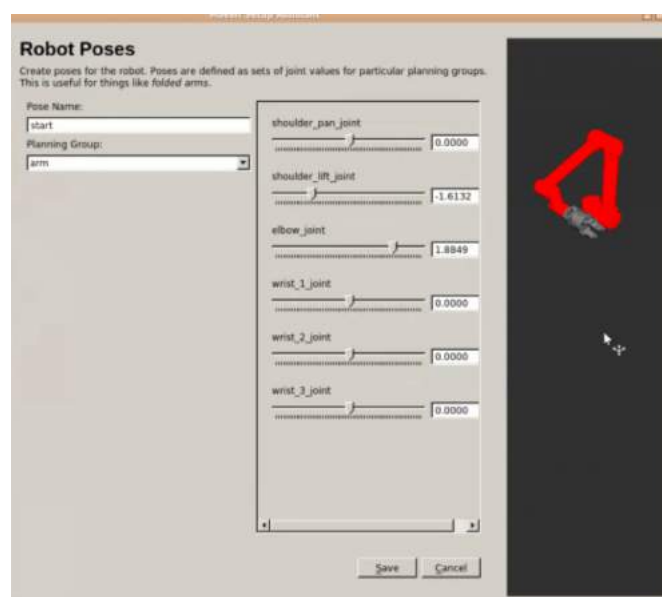 Robot Poses
Create poses for the robot. Poses are defined as sets of joint values for particular planning groups.
This is useful for things like folded arms.
Pose Name:
start
Planning Group:
arm
shoulder_pan_joint
0.0000
shoulder_lift_joint
-1.6132
elbow_joint
1.8849
wrist_1_joint
0.0000
wrist_2_joint
0.0000
wrist_3_joint
0.0000
Save
Cancel